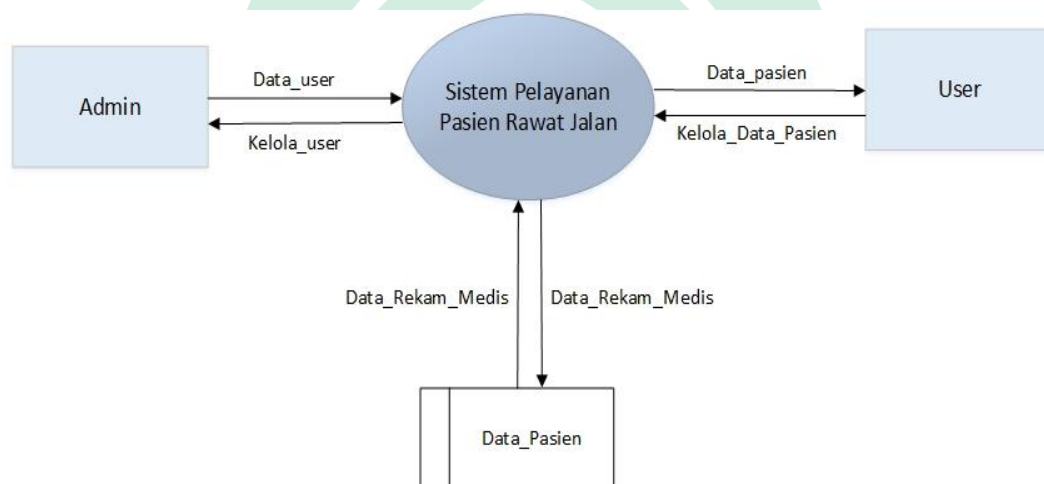 Admin
Data_user
Kelola_user
Sistem Pelayanan
Pasien Rawat Jalan
Data_pasien
Kelola_Data_Pasien
User
Data_Rekam_Medis
Data_Rekam_Medis
Data_Pasien